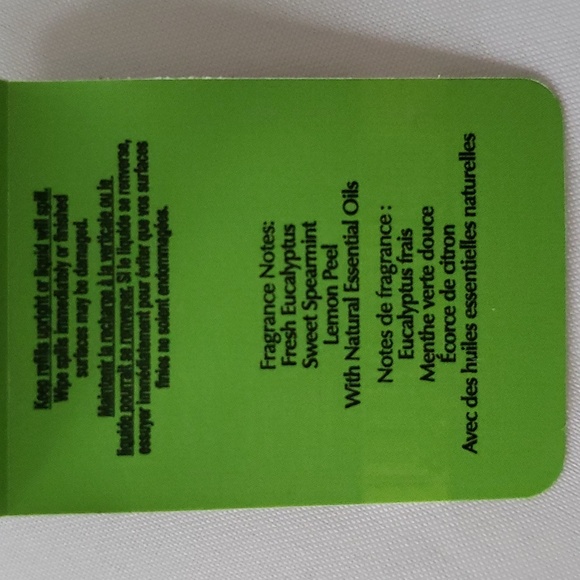 Keep refills upright or liquid will spill.
Wipe spills immediately or finished
surfaces may be damaged.
Maintenir la recharge à la verticale ou le
liquide pourrait se renverser. Si le liquide se renverse,
essuyer immédiatement pour éviter que vos surfaces
finies se soient endommagées.
Fragrance Notes:
Fresh Eucalyptus
Sweet Spearmint
Lemon Peel
With Natural Essential Oils
Notes de fragrance :
Eucalyptus frais
Menthe verte douce
Écorce de citron
Avec des huiles essentielles naturelles